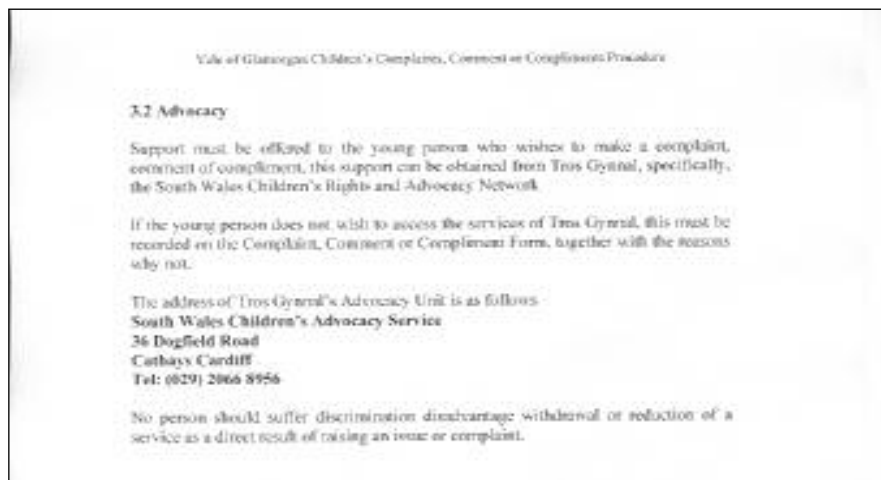 Vale of Glamorgan Children's Complaints, Comment or Compliments Procedure
3.2 Advocacy
Support must be offered to the young person who wishes to make a complaint,
comment of compliment, this support can be obtained from Tros Gynnal, specifically,
the South Wales Children's Rights and Advocacy Network
If the young person does not wish to access the services of Tros Gynnal, this must be
recorded on the Complaint, Comment or Compliment Form, together with the reasons
why not.
The address of Tros Gynnal's Advocacy Unit is as follows
South Wales Children's Advocacy Service
36 Dogfield Road
Cathays Cardiff
Tel: (029) 2066 8956
No person should suffer discrimination disadvantage withdrawal or reduction of a
service as a direct result of raising an issue or complaint.